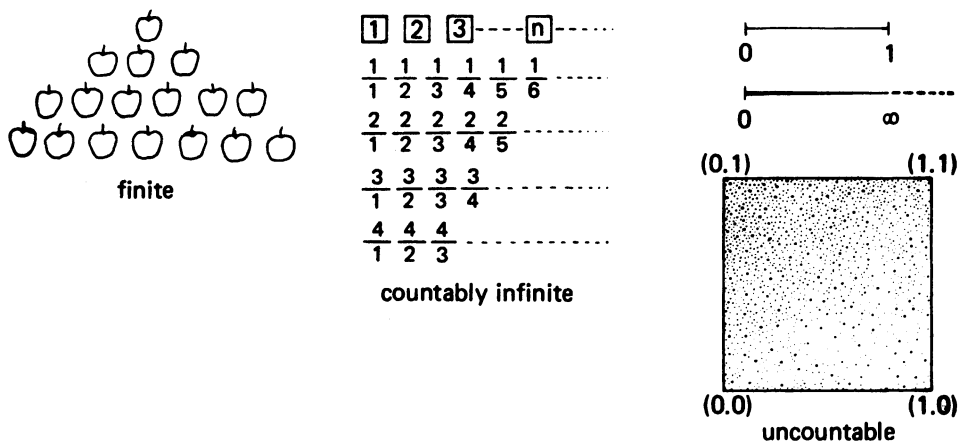 finite
1 2 3 ---- n ------
1/1 1/2 1/3 1/4 1/5 1/6 ------
2/1 2/2 2/3 2/4 2/5 ------
3/1 3/2 3/3 3/4 ------
4/1 4/2 4/3 ------
countably infinite
0 1
0 ∞
(0.1) (1.1)
(0.0) (1.0)
uncountable